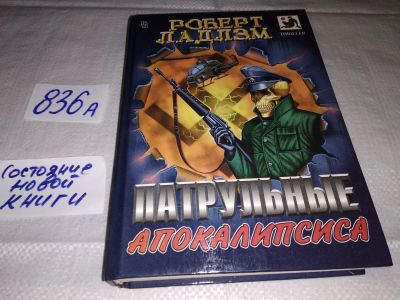 836А
Состояние
новой
книги
РОБЕРТ
ЛАДЛЭМ
ПАТРУЛЬНЫЕ
АПОКАЛИПСИСА